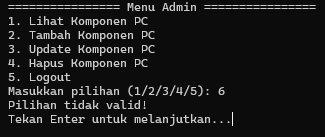 ================ Menu Admin ================
1. Lihat Komponen PC
2. Tambah Komponen PC
3. Update Komponen PC
4. Hapus Komponen PC
5. Logout
Masukkan pilihan (1/2/3/4/5): 6
Pilihan tidak valid!
Tekan Enter untuk melanjutkan...